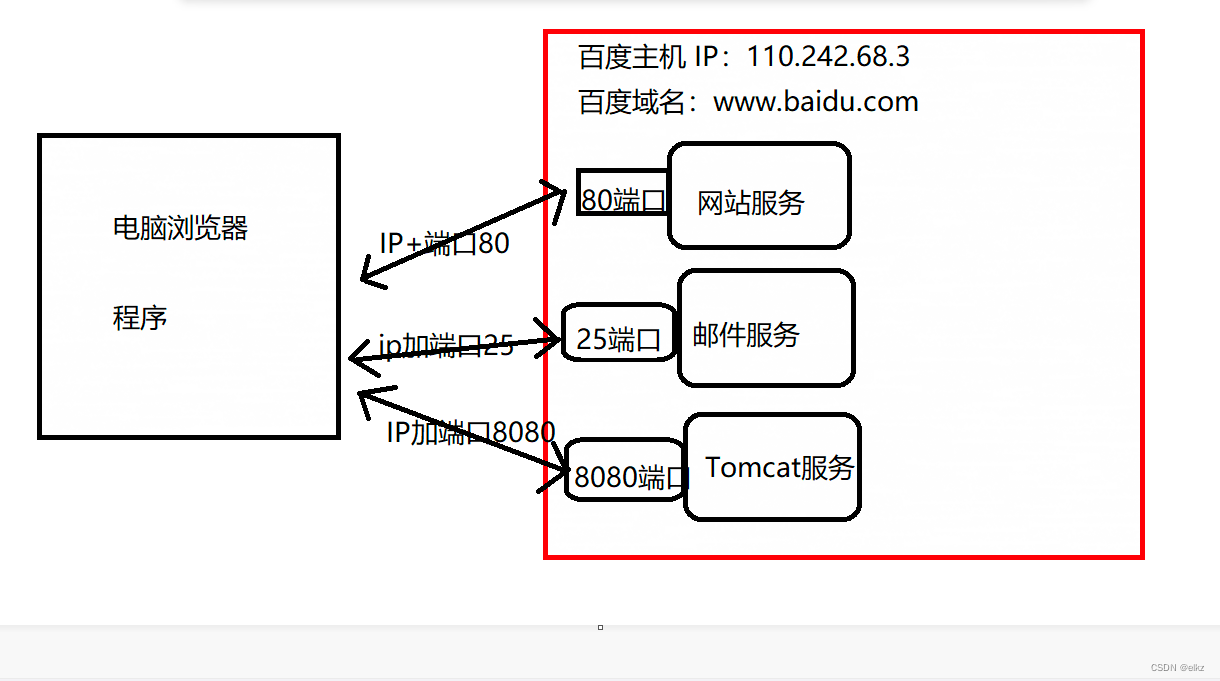 百度主机 IP：110.242.68.3
百度域名：www.baidu.com
电脑浏览器
程序
IP+端口80
80端口
网站服务
ip加端口25
25端口
邮件服务
IP加端口8080
8080端口
Tomcat服务
CSDN @elkz